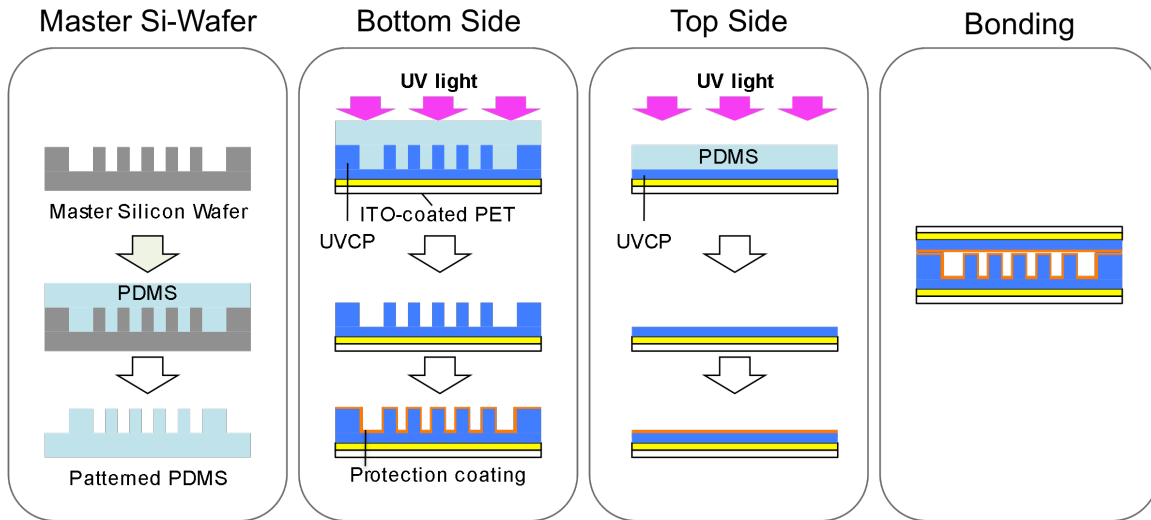 Master Si-Wafer
Bottom Side
Top Side
Bonding
Master Silicon Wafer
PDMS
Patterned PDMS
UV light
ITO-coated PET
UVCP
Protection coating
UV light
PDMS
UVCP